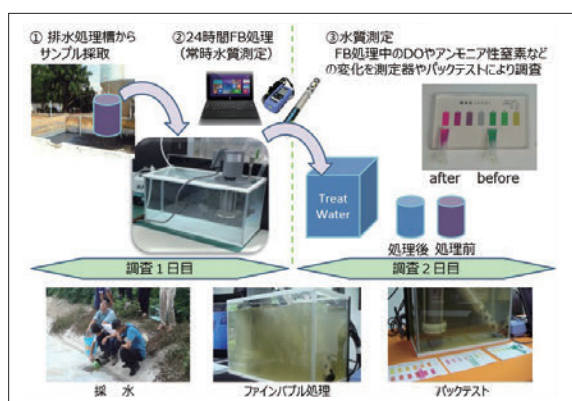 ① 排水処理槽から
サンプル採取
②24時間FB処理
（常時水質測定）
③水質測定
FB処理中のDOやアンモニア性窒素など
の変化を測定器やパックテストにより調査
after before
Treat
Water
処理後 処理前
調査1日目
調査2日目
採 水
ファインバブル処理
パックテスト